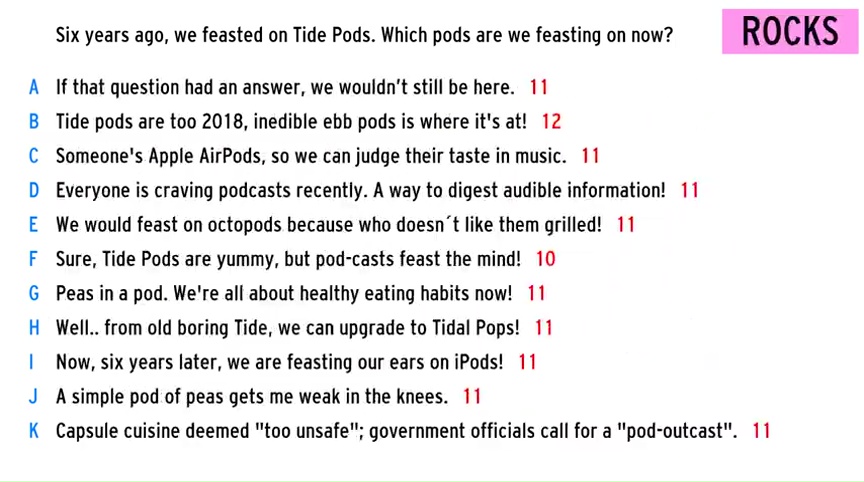 Six years ago, we feasted on Tide Pods. Which pods are we feasting on now?
ROCKS
A If that question had an answer, we wouldn't still be here. 11
B Tide pods are too 2018, inedible ebb pods is where it's at! 12
C Someone's Apple AirPods, so we can judge their taste in music. 11
D Everyone is craving podcasts recently. A way to digest audible information! 11
E We would feast on octopods because who doesn´t like them grilled! 11
F Sure, Tide Pods are yummy, but pod-casts feast the mind! 10
G Peas in a pod. We're all about healthy eating habits now! 11
H Well.. from old boring Tide, we can upgrade to Tidal Pops! 11
I Now, six years later, we are feasting our ears on iPods! 11
J A simple pod of peas gets me weak in the knees. 11
K Capsule cuisine deemed "too unsafe"; government officials call for a "pod-outcast". 11